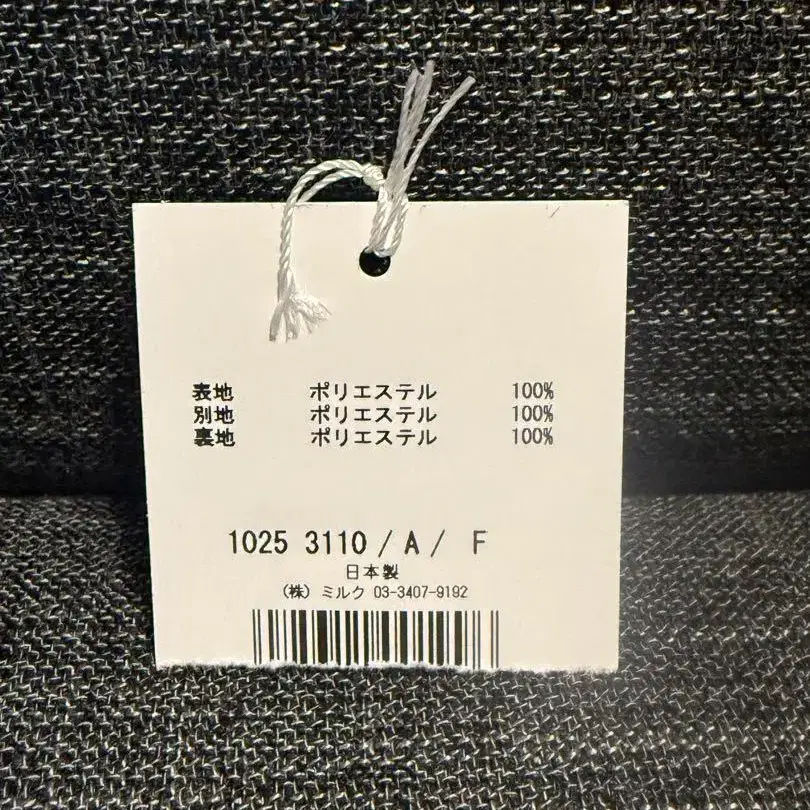 表地 ポリエステル 100%
別地 ポリエステル 100%
裏地 ポリエステル 100%
1025 3110 / A / F
日本製
(株) ミルク 03-3407-9192